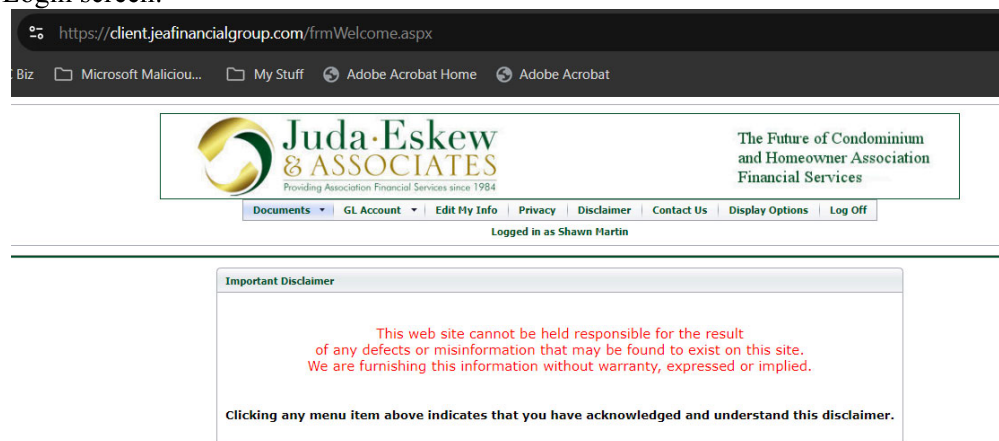 Login screen:
https://client.jeafinancialgroup.com/frmWelcome.aspx
Biz Microsoft Maliciou... My Stuff Adobe Acrobat Home Adobe Acrobat
Juda·Eskew
& ASSOCIATES
Providing Association Financial Services since 1984
The Future of Condominium
and Homeowner Association
Financial Services
Documents GL Account Edit My Info Privacy Disclaimer Contact Us Display Options Log Off
Logged in as Shawn Martin
Important Disclaimer
This web site cannot be held responsible for the result
of any defects or misinformation that may be found to exist on this site.
We are furnishing this information without warranty, expressed or implied.
Clicking any menu item above indicates that you have acknowledged and understand this disclaimer.